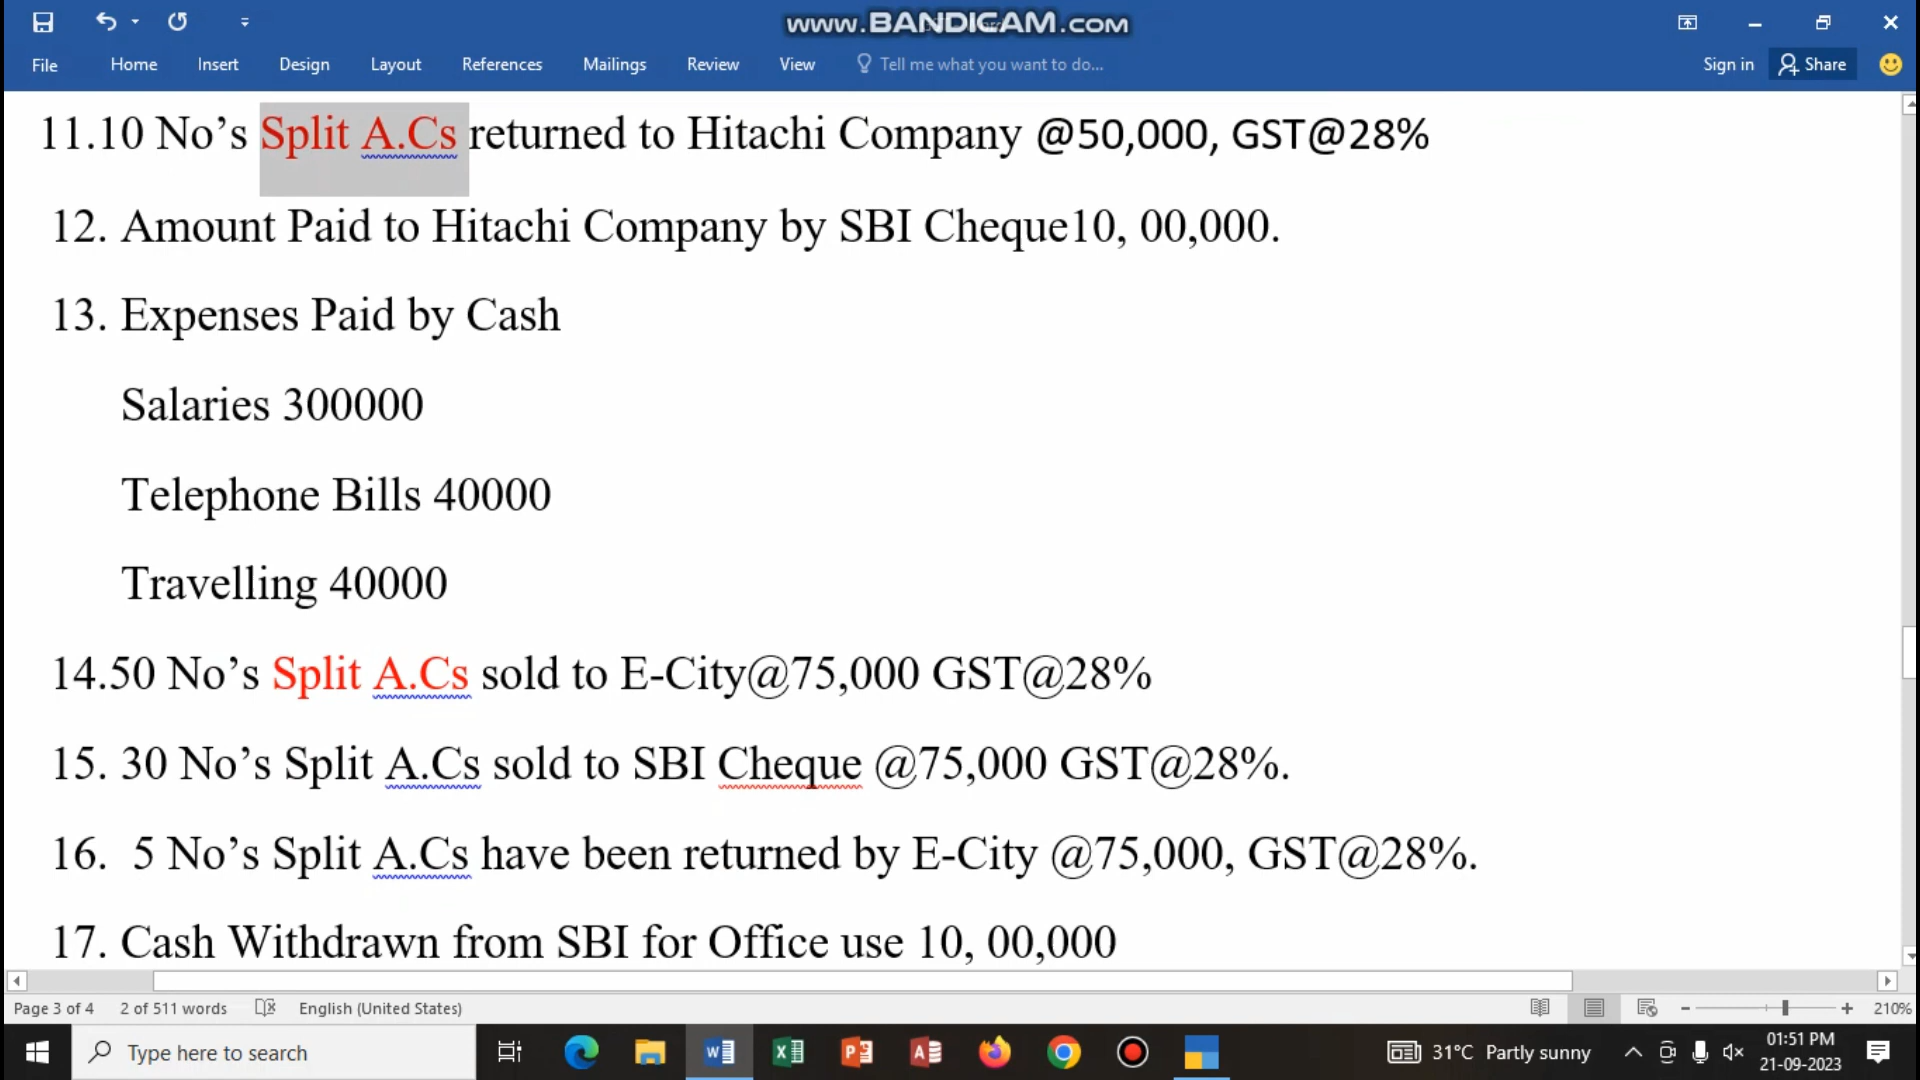 www.BANDICAM.com
File Home Insert Design Layout References Mailings Review View Tell me what you want to do... Sign in Share
11.10 No’s Split A.Cs returned to Hitachi Company @50,000, GST@28%
12. Amount Paid to Hitachi Company by SBI Cheque10, 00,000.
13. Expenses Paid by Cash
Salaries 300000
Telephone Bills 40000
Travelling 40000
14.50 No’s Split A.Cs sold to E-City@75,000 GST@28%
15. 30 No’s Split A.Cs sold to SBI Cheque @75,000 GST@28%.
16. 5 No’s Split A.Cs have been returned by E-City @75,000, GST@28%.
17. Cash Withdrawn from SBI for Office use 10, 00,000
Page 3 of 4 2 of 511 words English (United States) 210%
Type here to search 31°C Partly sunny 01:51 PM
21-09-2023